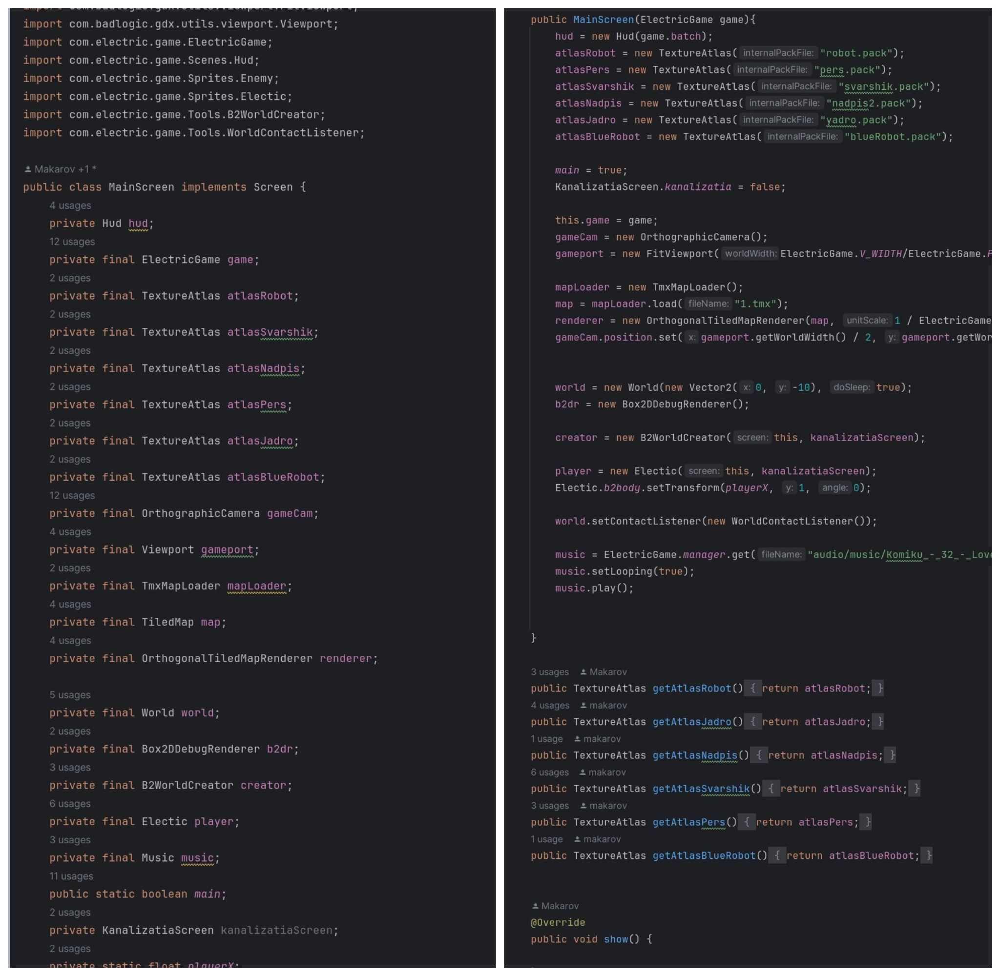 import com.badlogic.gdx.utils.viewport.FitViewport;
import com.badlogic.gdx.utils.viewport.Viewport;
import com.electric.game.ElectricGame;
import com.electric.game.Scenes.Hud;
import com.electric.game.Sprites.Enemy;
import com.electric.game.Sprites.Electic;
import com.electric.game.Tools.B2WorldCreator;
import com.electric.game.Tools.WorldContactListener;
Makarov +1 *
public class MainScreen implements Screen {
4 usages
private Hud hud;
12 usages
private final ElectricGame game;
2 usages
private final TextureAtlas atlasRobot;
2 usages
private final TextureAtlas atlasSvarshik;
2 usages
private final TextureAtlas atlasNadpis;
2 usages
private final TextureAtlas atlasPers;
2 usages
private final TextureAtlas atlasJadro;
2 usages
private final TextureAtlas atlasBlueRobot;
12 usages
private final OrthographicCamera gameCam;
4 usages
private final Viewport gameport;
2 usages
private final TmxMapLoader mapLoader;
4 usages
private final TiledMap map;
4 usages
private final OrthogonalTiledMapRenderer renderer;
5 usages
private final World world;
2 usages
private final Box2DDebugRenderer b2dr;
3 usages
private final B2WorldCreator creator;
6 usages
private final Electic player;
3 usages
private final Music music;
11 usages
public static boolean main;
2 usages
private KanalizatiaScreen kanalizatiaScreen;
2 usages
private static float playerX;
public MainScreen(ElectricGame game){
hud = new Hud(game.batch);
atlasRobot = new TextureAtlas( internalPackFile: "robot.pack");
atlasPers = new TextureAtlas( internalPackFile: "pers.pack");
atlasSvarshik = new TextureAtlas( internalPackFile: "svarshik.pack");
atlasNadpis = new TextureAtlas( internalPackFile: "nadpis2.pack");
atlasJadro = new TextureAtlas( internalPackFile: "yadro.pack");
atlasBlueRobot = new TextureAtlas( internalPackFile: "blueRobot.pack");
main = true;
KanalizatiaScreen.kanalizatia = false;
this.game = game;
gameCam = new OrthographicCamera();
gameport = new FitViewport( worldWidth: ElectricGame.V_WIDTH/ElectricGame.P
mapLoader = new TmxMapLoader();
map = mapLoader.load( fileName: "1.tmx");
renderer = new OrthogonalTiledMapRenderer(map, unitScale: 1 / ElectricGame
gameCam.position.set( x: gameport.getWorldWidth() / 2, y: gameport.getWor
world = new World(new Vector2( x: 0, y: -10), doSleep: true);
b2dr = new Box2DDebugRenderer();
creator = new B2WorldCreator( screen: this, kanalizatiaScreen);
player = new Electic( screen: this, kanalizatiaScreen);
Electic.b2body.setTransform(playerX, y: 1, angle: 0);
world.setContactListener(new WorldContactListener());
music = ElectricGame.manager.get( fileName: "audio/music/Komiku_-_32_-_Love
music.setLooping(true);
music.play();
}
3 usages Makarov
public TextureAtlas getAtlasRobot() { return atlasRobot; }
4 usages makarov
public TextureAtlas getAtlasJadro() { return atlasJadro; }
1 usage makarov
public TextureAtlas getAtlasNadpis() { return atlasNadpis; }
6 usages makarov
public TextureAtlas getAtlasSvarshik() { return atlasSvarshik; }
3 usages makarov
public TextureAtlas getAtlasPers() { return atlasPers; }
1 usage makarov
public TextureAtlas getAtlasBlueRobot() { return atlasBlueRobot; }
Makarov
@Override
public void show() {